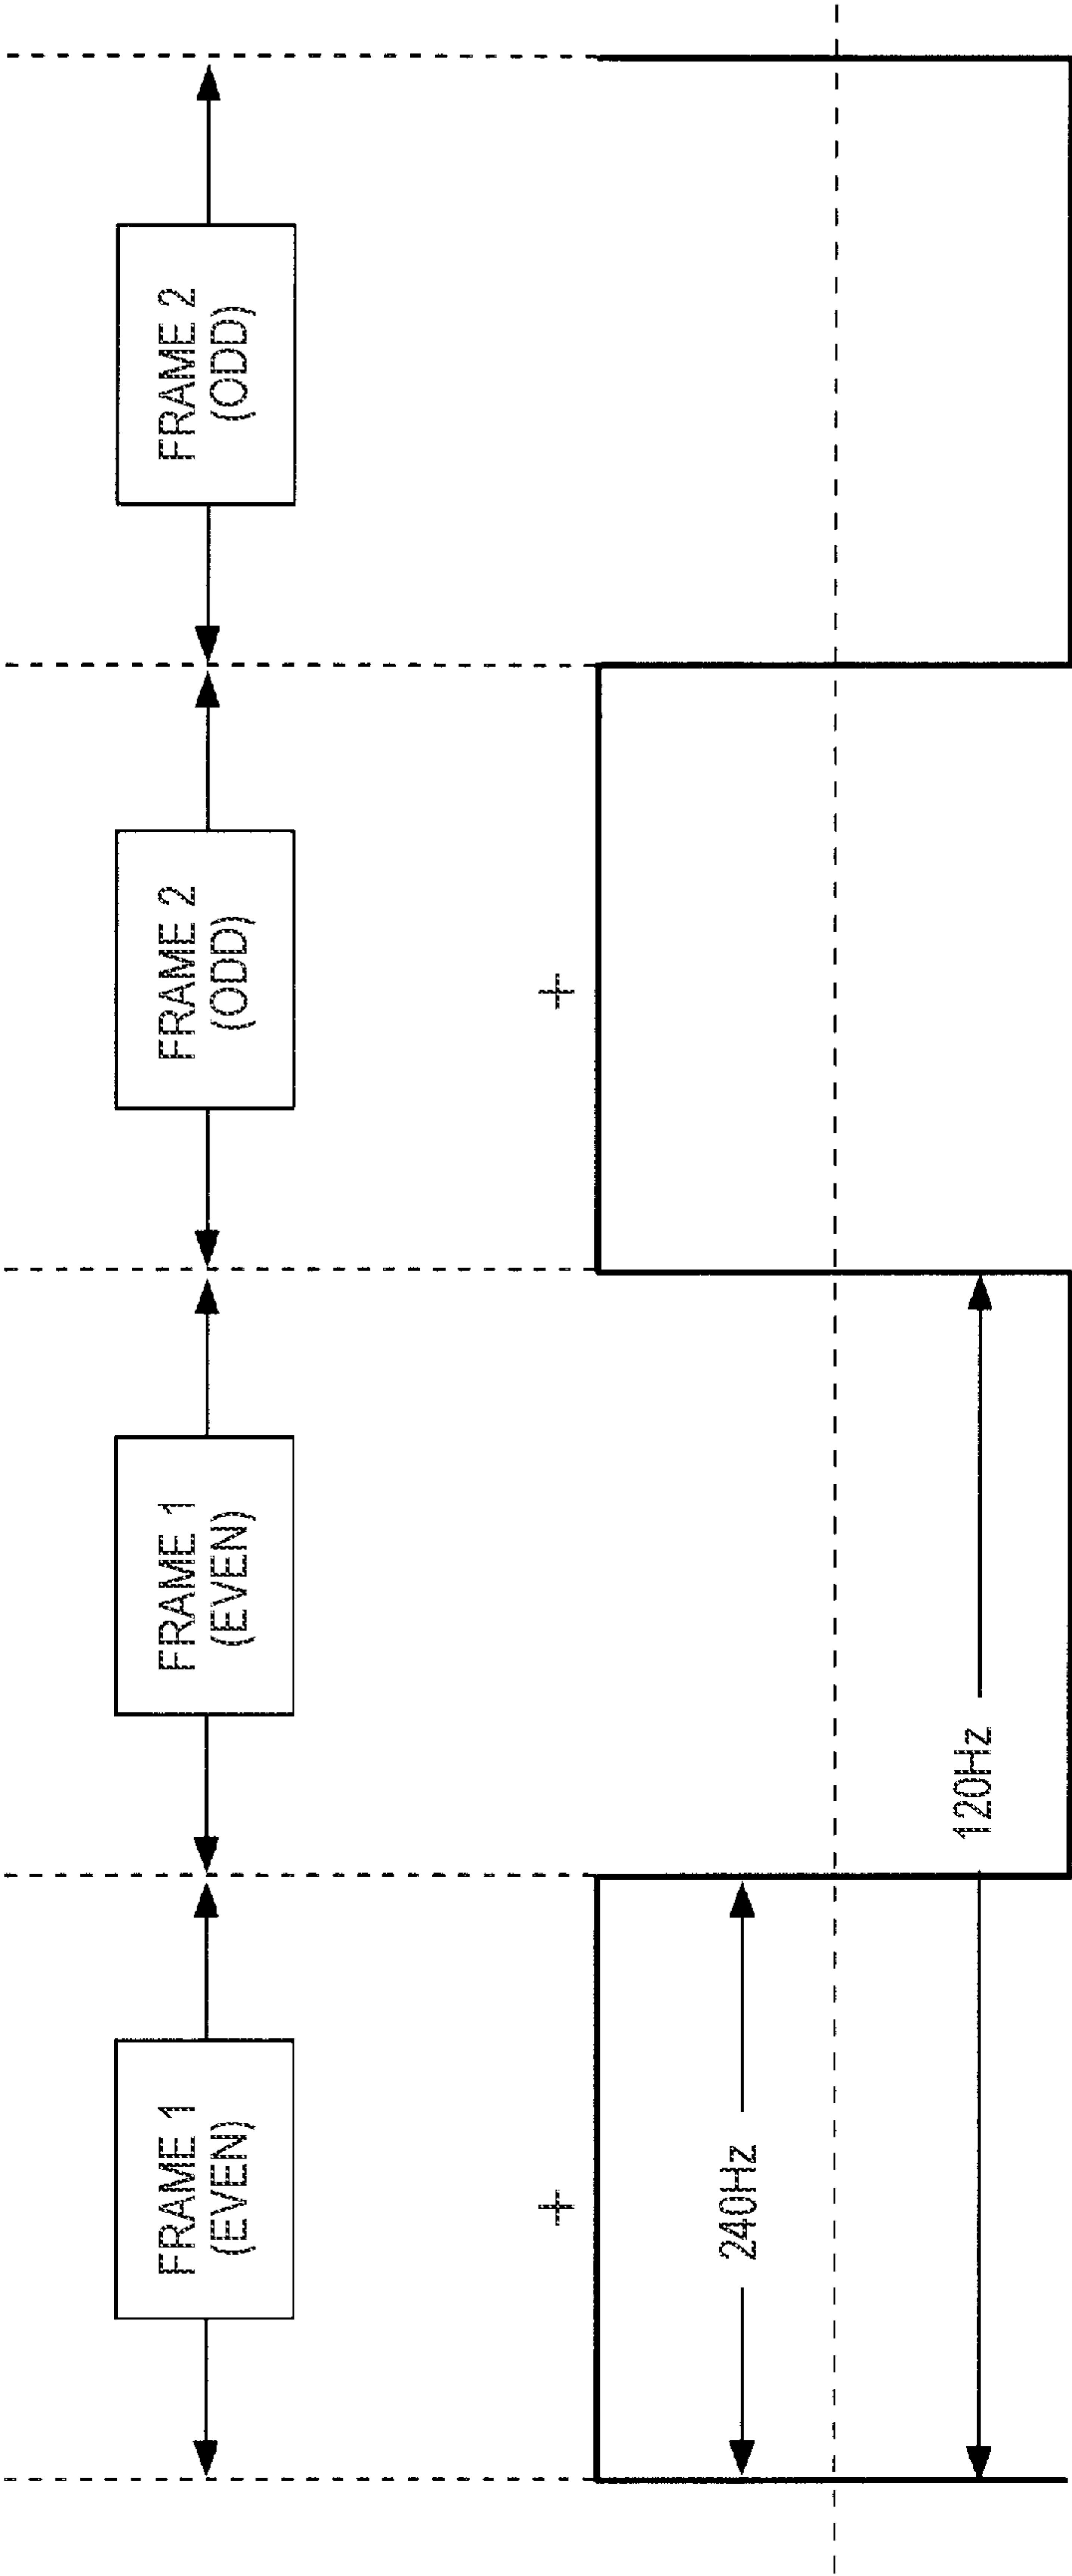 FRAME 1
(EVEN)
FRAME 1
(EVEN)
FRAME 2
(ODD)
FRAME 2
(ODD)
+
+
240Hz
120Hz